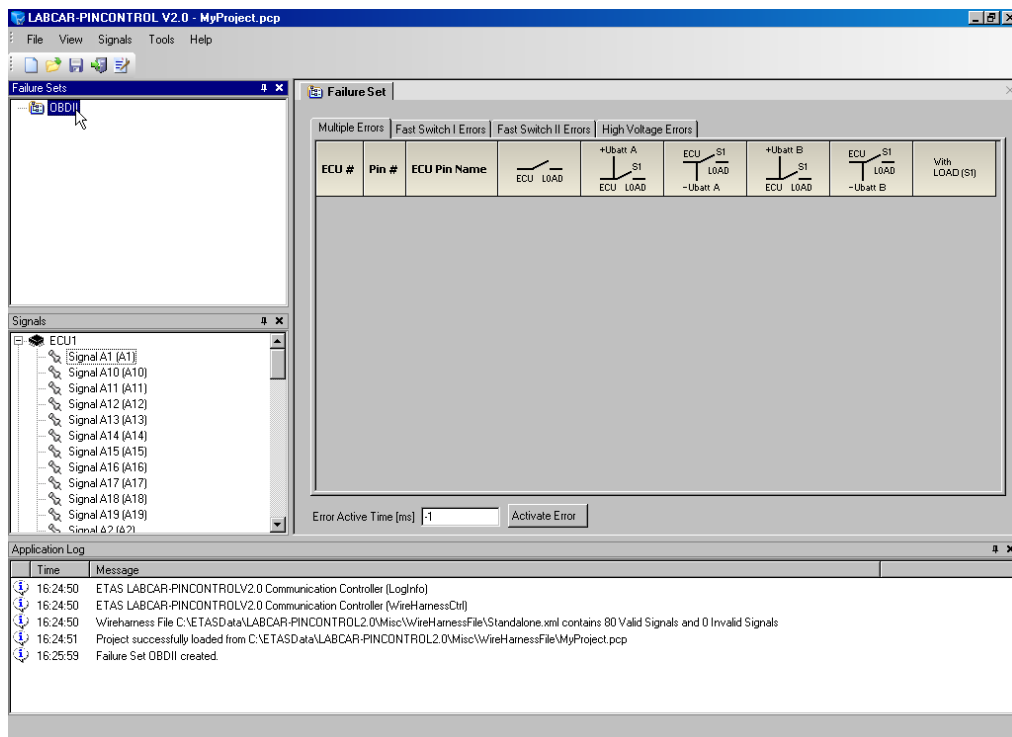 LABCAR-PINCONTROL V2.0 - MyProject.pcp
File View Signals Tools Help
Failure Sets
OBDII
Signals
ECU1
Signal A1 (A1)
Signal A10 (A10)
Signal A11 (A11)
Signal A12 (A12)
Signal A13 (A13)
Signal A14 (A14)
Signal A15 (A15)
Signal A16 (A16)
Signal A17 (A17)
Signal A18 (A18)
Signal A19 (A19)
Signal A2 (A2)
Failure Set
Multiple Errors Fast Switch I Errors Fast Switch II Errors High Voltage Errors
ECU # Pin # ECU Pin Name
ECU LOAD
+Ubatt A
S1
ECU LOAD
ECU S1
LOAD
-Ubatt A
+Ubatt B
S1
ECU LOAD
ECU S1
LOAD
-Ubatt B
With
LOAD (S1)
Error Active Time [ms] -1 Activate Error
Application Log
Time Message
16:24:50 ETAS LABCAR-PINCONTROLV2.0 Communication Controller (LogInfo)
16:24:50 ETAS LABCAR-PINCONTROLV2.0 Communication Controller (WireHarnessCtrl)
16:24:50 Wireharness File C:\ETASData\LABCAR-PINCONTROL2.0\Misc\WireHarnessFile\Standalone.xml contains 80 Valid Signals and 0 Invalid Signals
16:24:51 Project successfully loaded from C:\ETASData\LABCAR-PINCONTROL2.0\Misc\WireHarnessFile\MyProject.pcp
16:25:59 Failure Set OBDII created.